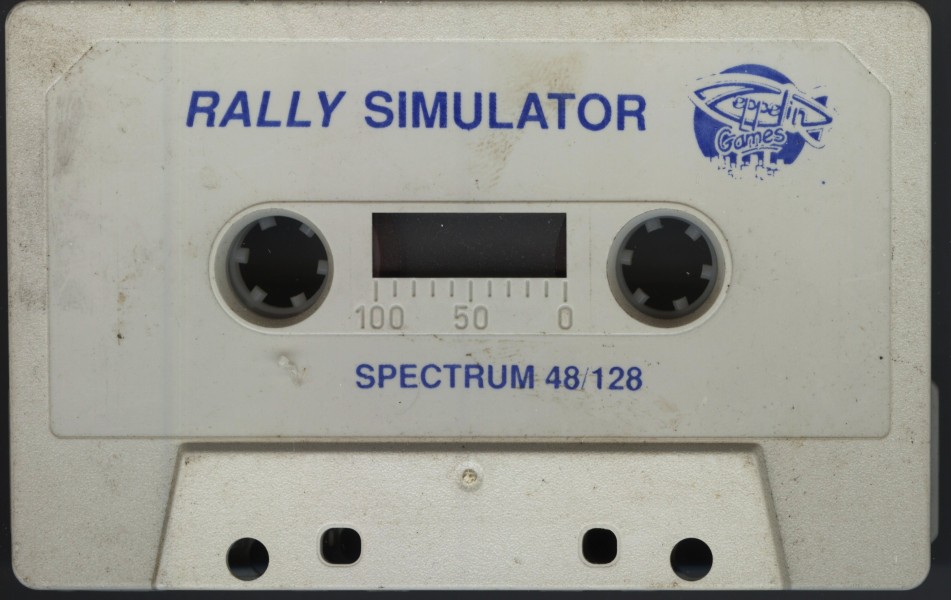 RALLY SIMULATOR
Zeppelin
Games
100 50 0
SPECTRUM 48/128